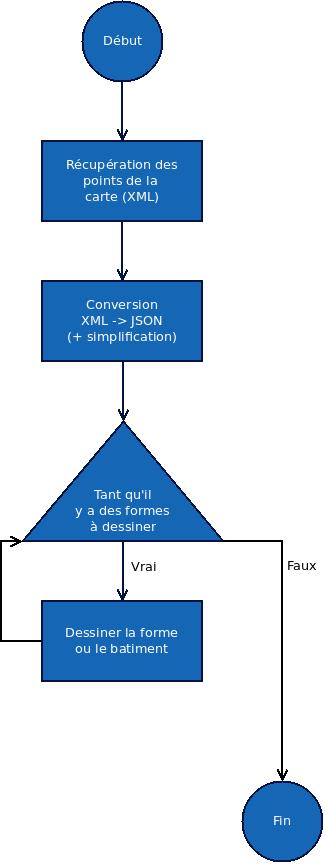 Début
Récupération des
points de la
carte (XML)
Conversion
XML -> JSON
(+ simplification)
Tant qu'il
y a des formes
à dessiner
Vrai
Faux
Dessiner la forme
ou le batiment
Fin